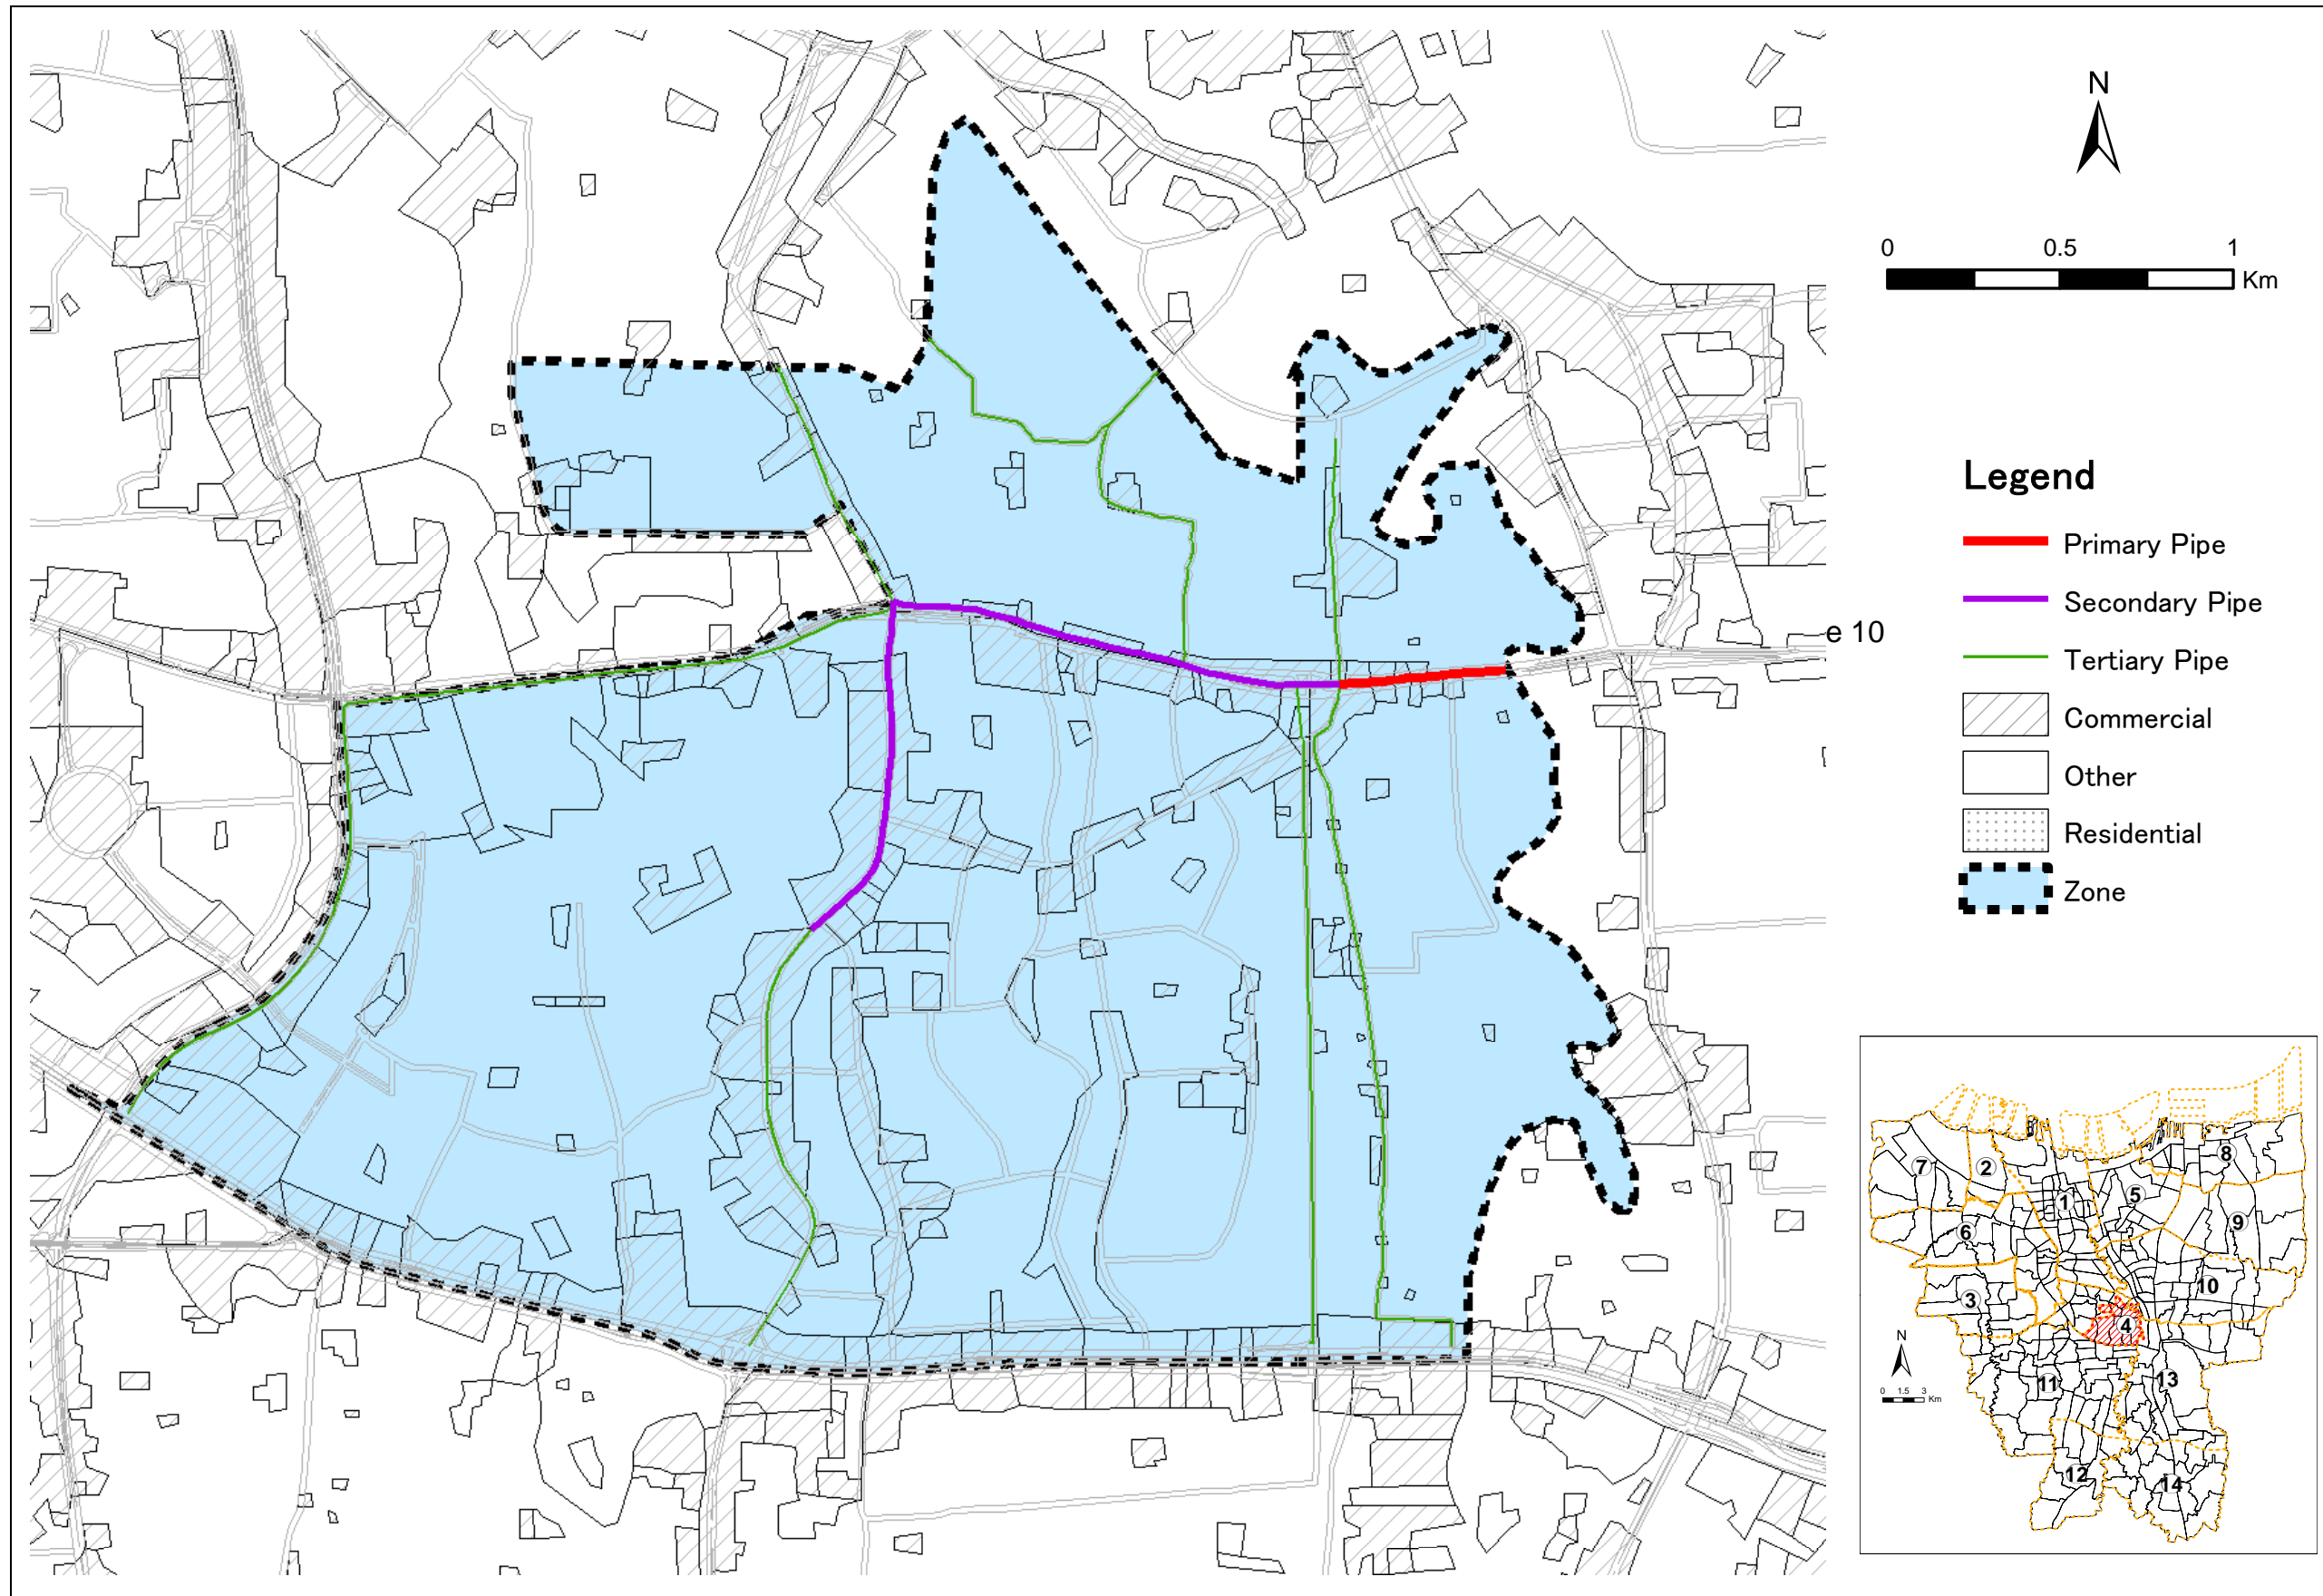 N
0 0.5 1
Km
Legend
Primary Pipe
Secondary Pipe
e 10
Tertiary Pipe
Commercial
Other
Residential
Zone
7 2 8
1 5
6 9
3 10
4
N
0 1.5 3
Km
11 13
12 14